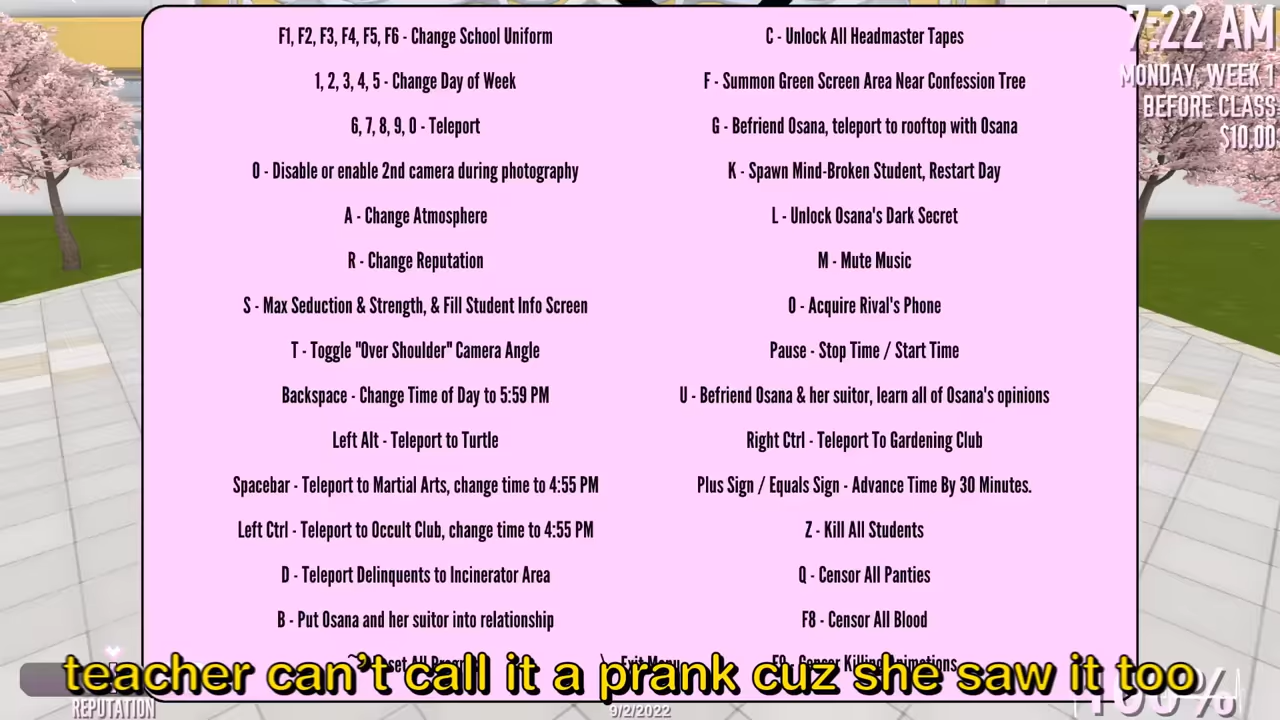 F1, F2, F3, F4, F5, F6 - Change School Uniform
1, 2, 3, 4, 5 - Change Day of Week
6, 7, 8, 9, 0 - Teleport
O - Disable or enable 2nd camera during photography
A - Change Atmosphere
R - Change Reputation
S - Max Seduction & Strength, & Fill Student Info Screen
T - Toggle "Over Shoulder" Camera Angle
Backspace - Change Time of Day to 5:59 PM
Left Alt - Teleport to Turtle
Spacebar - Teleport to Martial Arts, change time to 4:55 PM
Left Ctrl - Teleport to Occult Club, change time to 4:55 PM
D - Teleport Delinquents to Incinerator Area
B - Put Osana and her suitor into relationship
C - Unlock All Headmaster Tapes
F - Summon Green Screen Area Near Confession Tree
G - Befriend Osana, teleport to rooftop with Osana
K - Spawn Mind-Broken Student, Restart Day
L - Unlock Osana's Dark Secret
M - Mute Music
O - Acquire Rival's Phone
Pause - Stop Time / Start Time
U - Befriend Osana & her suitor, learn all of Osana's opinions
Right Ctrl - Teleport To Gardening Club
Plus Sign / Equals Sign - Advance Time By 30 Minutes.
Z - Kill All Students
Q - Censor All Panties
F8 - Censor All Blood
\ - Exit Menu
F9 - Censor Killing Animations
7:22 AM
MONDAY, WEEK 1
BEFORE CLASS
$10.00
teacher can't call it a prank cuz she saw it too
REPUTATION
9/2/2022
100%